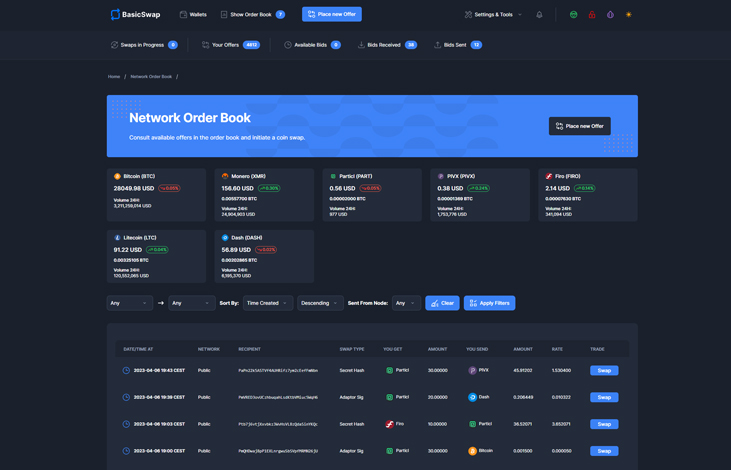 BasicSwap
Wallets
Show Order Book 7
Place new Offer
Settings & Tools
Swaps in Progress 0
Your Offers 4813
Available Bids 0
Bids Received 36
Bids Sent 13
Home / Network Order Book /
Network Order Book
Consult available offers in the order book and initiate a coin swap.
Place new Offer
Bitcoin (BTC)
28049.98 USD 0.05%
Volume 24H:
3,211,258,014 USD
Monero (XMR)
156.60 USD 0.30%
0.00557700 BTC
Volume 24H:
24,904,903 USD
Particl (PART)
0.56 USD 0.05%
0.00002000 BTC
Volume 24H:
977 USD
PIVX (PIVX)
0.38 USD 0.24%
0.00001369 BTC
Volume 24H:
1,753,776 USD
Firo (FIRO)
2.14 USD 0.14%
0.00007630 BTC
Volume 24H:
341,594 USD
Litecoin (LTC)
91.22 USD 0.04%
0.00325105 BTC
Volume 24H:
120,552,065 USD
Dash (DASH)
56.89 USD 0.02%
0.00202865 BTC
Volume 24H:
8,195,370 USD
Any → Any Sort By: Time Created Descending Sent From Node: Any Clear Apply Filters
DATE/TIME AT NETWORK RECIPIENT SWAP TYPE YOU GET AMOUNT YOU SEND AMOUNT RATE TRADE
2023-04-06 19:43 CEST Public Secret Hash Particl 30.00000 PIVX 45.91202 1.530400 Swap
2023-04-06 19:39 CEST Public Adaptor Sig Particl 20.00000 Dash 0.206449 0.010322 Swap
2023-04-06 19:03 CEST Public Secret Hash Firo 10.00000 Particl 36.52071 3.652071 Swap
2023-04-06 19:00 CEST Public Adaptor Sig Particl 30.00000 Bitcoin 0.001500 0.000050 Swap